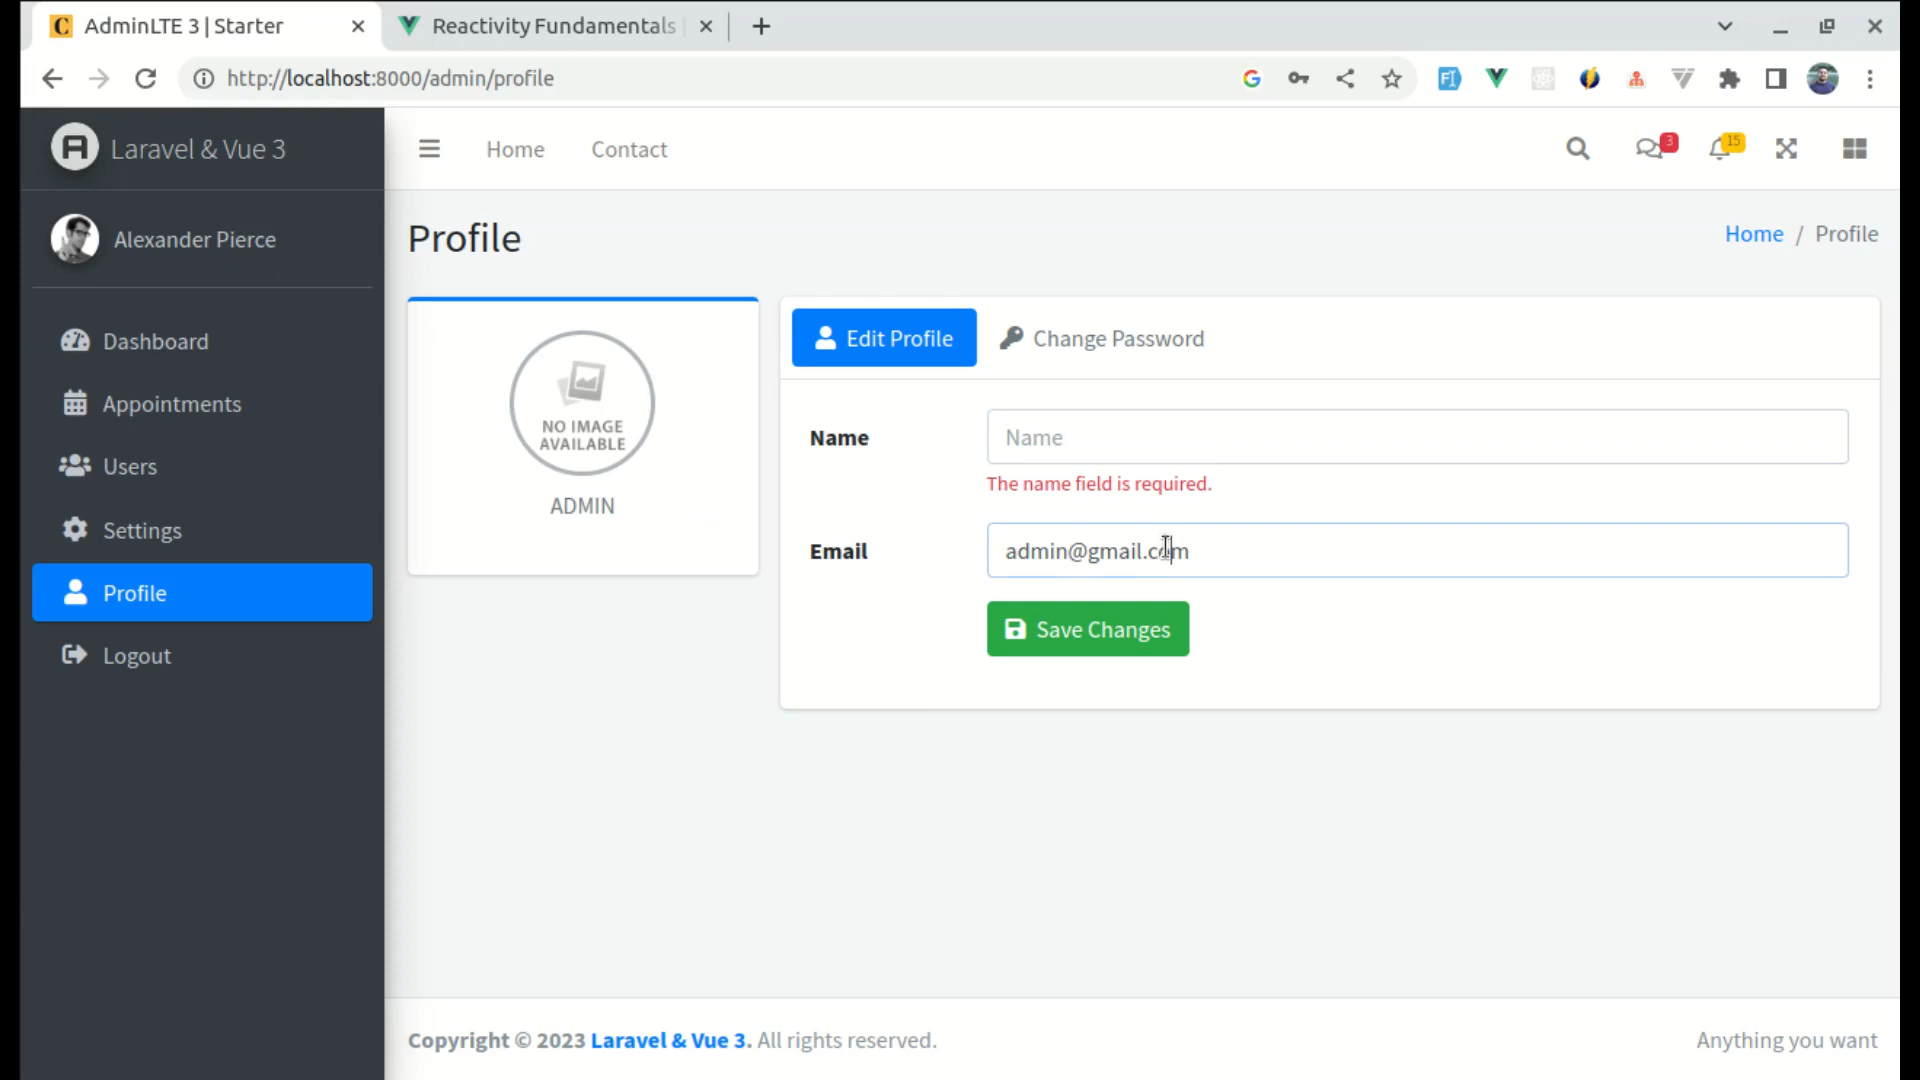 AdminLTE 3 | Starter
Reactivity Fundamentals
http://localhost:8000/admin/profile
Laravel & Vue 3
Home
Contact
3
15
Alexander Pierce
Profile
Home / Profile
Dashboard
Appointments
Users
Settings
Profile
Logout
NO IMAGE
AVAILABLE
ADMIN
Edit Profile
Change Password
Name
Name
The name field is required.
Email
admin@gmail.com
Save Changes
Copyright © 2023 Laravel & Vue 3. All rights reserved.
Anything you want